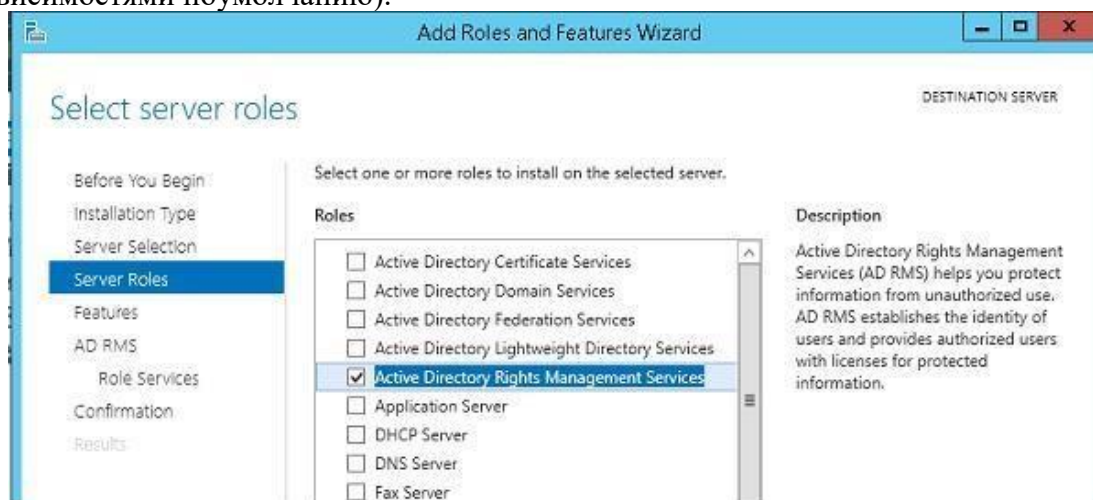 висимостями поумолчанию).
Add Roles and Features Wizard
Select server roles
DESTINATION SERVER
Before You Begin
Installation Type
Server Selection
Server Roles
Features
AD RMS
Role Services
Confirmation
Results
Select one or more roles to install on the selected server.
Roles
Active Directory Certificate Services
Active Directory Domain Services
Active Directory Federation Services
Active Directory Lightweight Directory Services
Active Directory Rights Management Services
Application Server
DHCP Server
DNS Server
Fax Server
Description
Active Directory Rights Management
Services (AD RMS) helps you protect
information from unauthorized use.
AD RMS establishes the identity of
users and provides authorized users
with licenses for protected
information.